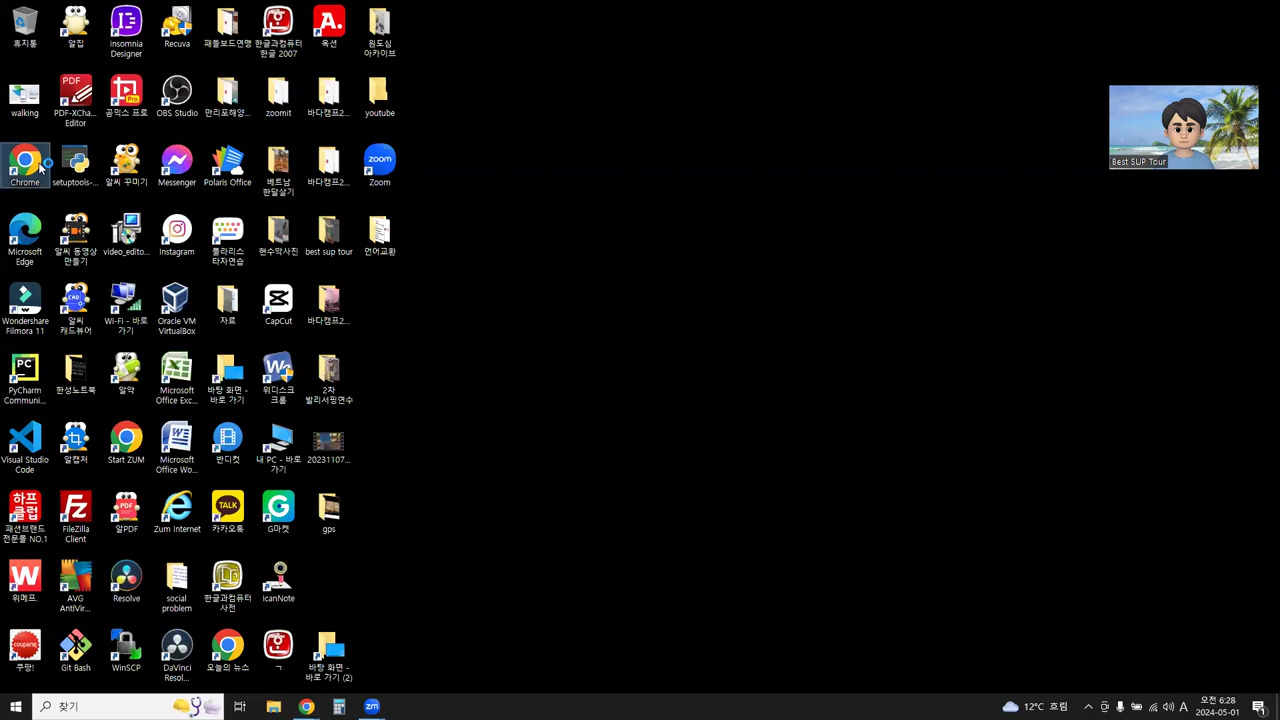 휴지통
알집
Insomnia
Designer
Recuva
패들보드연맹
한글과컴퓨터
한글 2007
A.
옥션
원도심
아카이브
walking
PDF
PDF-XCha...
Editor
Pro
곰믹스 프로
OBS Studio
만리포해양...
zoomit
바다캠프2...
youtube
Chrome
setuptools-...
알씨 꾸미기
Messenger
Polaris Office
베트남
한달살기
바다캠프2...
zoom
Zoom
Microsoft
Edge
알씨 동영상
만들기
video_edito...
Instagram
폴라리스
타자연습
현수막사진
best sup tour
언어교환
Wondershare
Filmora 11
CAD
알씨
캐드뷰어
Wi-Fi - 바로
가기
Oracle VM
VirtualBox
자료
CapCut
바다캠프2...
PC
PyCharm
Communi...
한성노트북
알약
Microsoft
Office Exc...
바탕 화면 -
바로 가기
위디스크
크롬
2차
발리서핑연수
Visual Studio
Code
알캡처
Start ZUM
Microsoft
Office Wo...
반디컷
내 PC - 바로
가기
20231107...
하프
클럽
패션브랜드
전문몰 NO.1
Fz
FileZilla
Client
PDF
알PDF
Zum Internet
TALK
카카오톡
G
G마켓
gps
W
위메프.
AVG
AntiVir...
Resolve
social
problem
한글과컴퓨터
사전
icanNote
coupang
쿠팡!
Git Bash
WinSCP
DaVinci
Resol...
오늘의 뉴스
ㄱ
바탕 화면 -
바로 가기 (2)
Best SUP Tour
찾기
zm
12°C 흐림
A
오전 6:28
2024-05-01